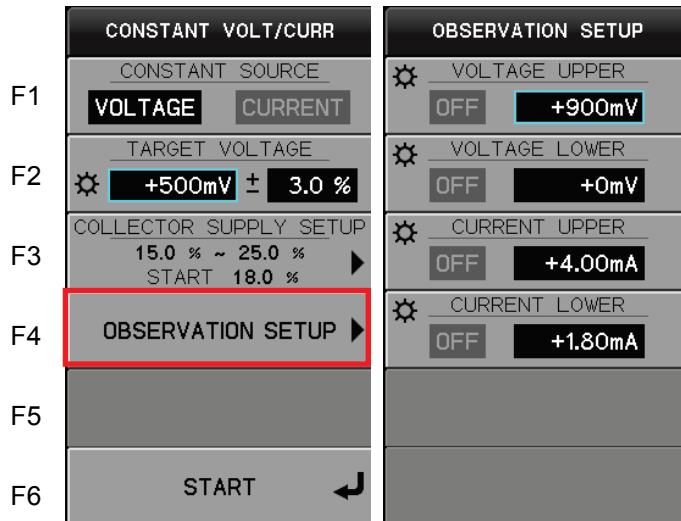 CONSTANT VOLT/CURR
F1
CONSTANT SOURCE
VOLTAGE CURRENT
F2
TARGET VOLTAGE
+500mV ± 3.0 %
F3
COLLECTOR SUPPLY SETUP
15.0 % ~ 25.0 %
START 18.0 %
F4
OBSERVATION SETUP
F5
F6
START
OBSERVATION SETUP
VOLTAGE UPPER
OFF +900mV
VOLTAGE LOWER
OFF +0mV
CURRENT UPPER
OFF +4.00mA
CURRENT LOWER
OFF +1.80mA